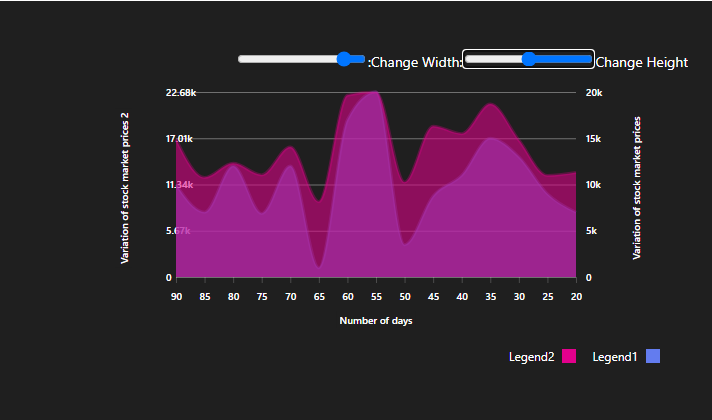 :Change Width: Change Height
22.68k
17.01k
11.34k
5.67k
0
Variation of stock market prices 2
20k
15k
10k
5k
0
Variation of stock market prices
90 85 80 75 70 65 60 55 50 45 40 35 30 25 20
Number of days
Legend2 Legend1